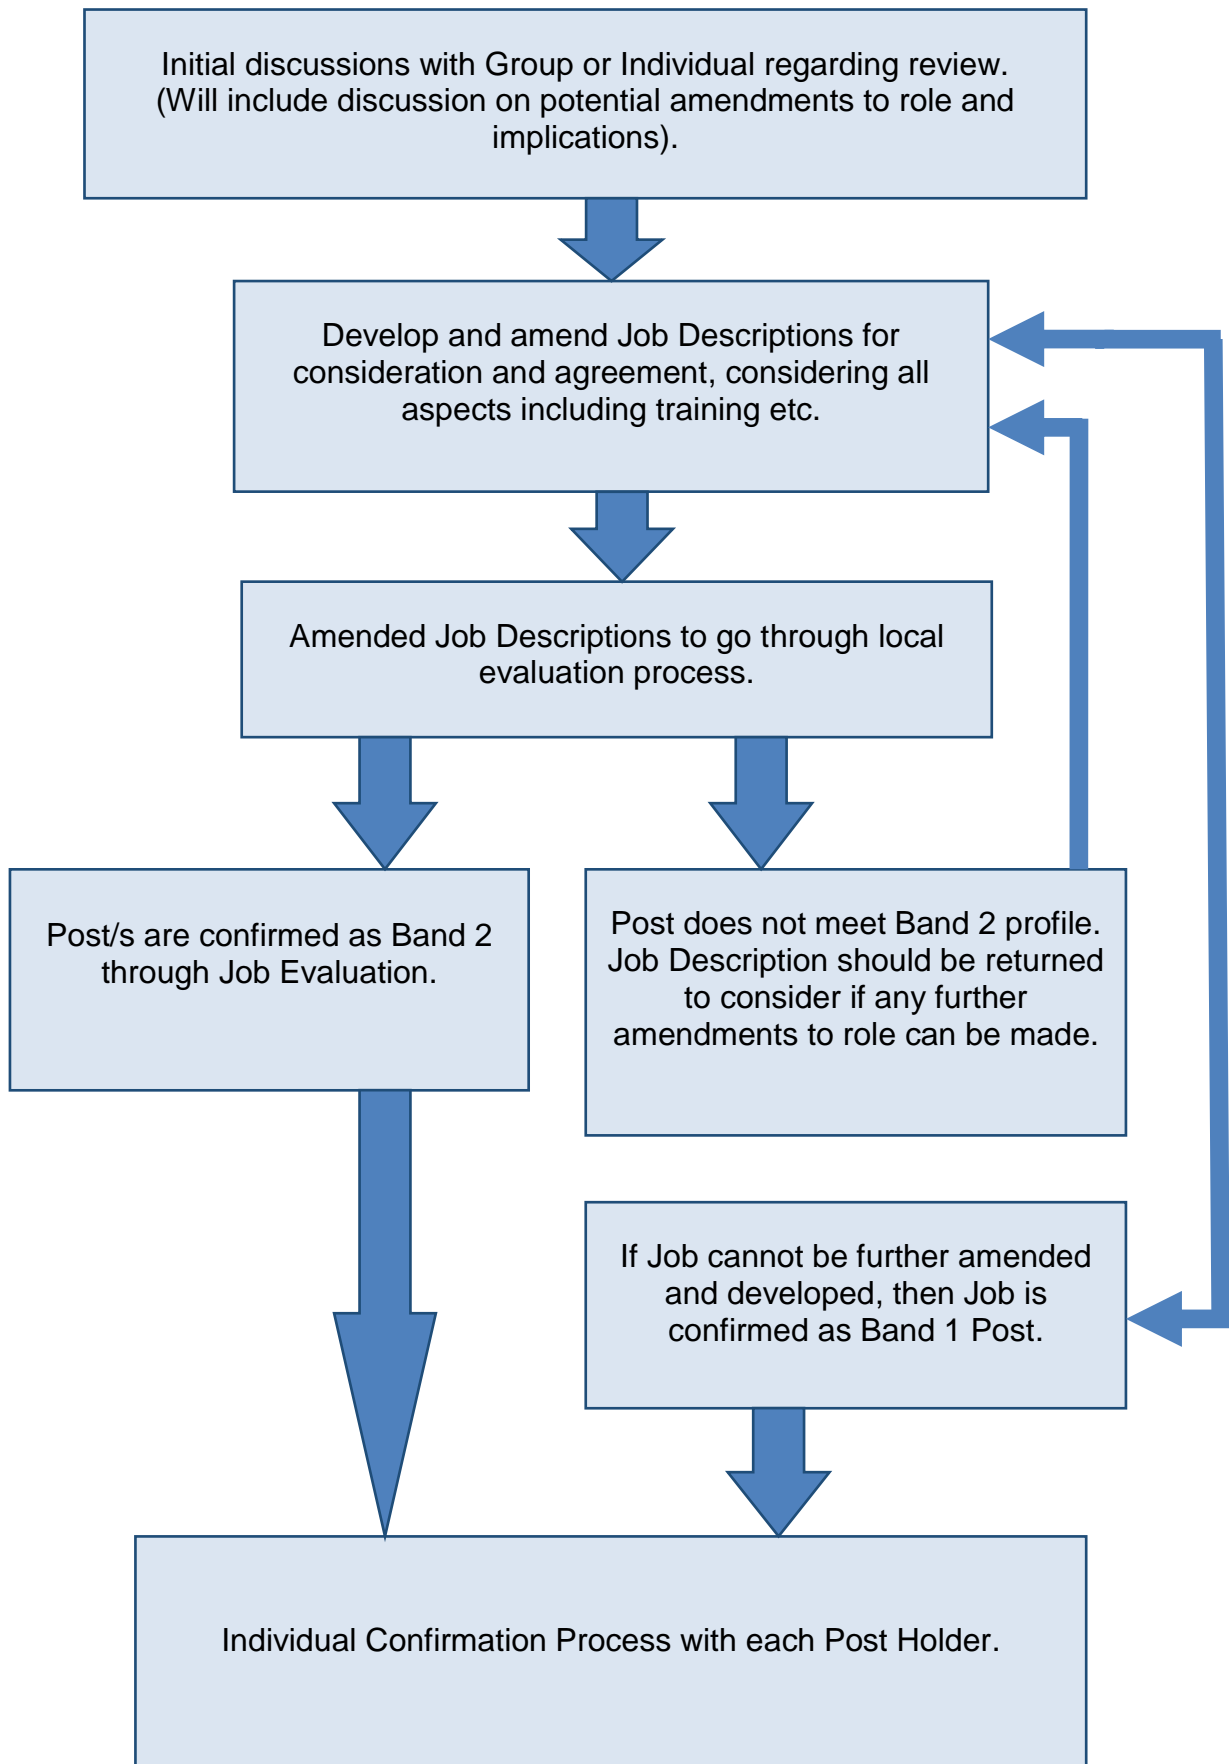 Initial discussions with Group or Individual regarding review.
(Will include discussion on potential amendments to role and
implications).
Develop and amend Job Descriptions for
consideration and agreement, considering all
aspects including training etc.
Amended Job Descriptions to go through local
evaluation process.
Post/s are confirmed as Band 2
through Job Evaluation.
Post does not meet Band 2 profile.
Job Description should be returned
to consider if any further
amendments to role can be made.
If Job cannot be further amended
and developed, then Job is
confirmed as Band 1 Post.
Individual Confirmation Process with each Post Holder.